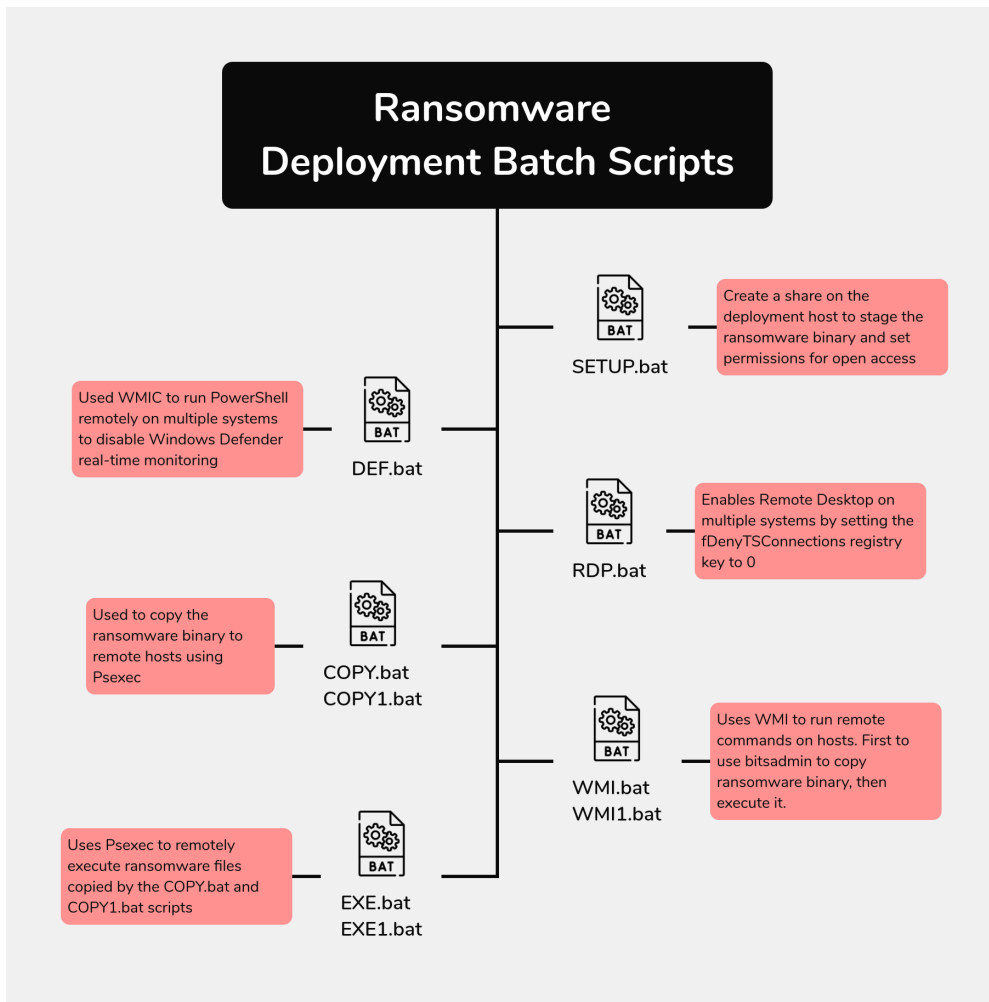 Ransomware
Deployment Batch Scripts
BAT
SETUP.bat
Create a share on the
deployment host to stage the
ransomware binary and set
permissions for open access
Used WMIC to run PowerShell
remotely on multiple systems
to disable Windows Defender
real-time monitoring
BAT
DEF.bat
BAT
RDP.bat
Enables Remote Desktop on
multiple systems by setting the
fDenyTSConnections registry
key to 0
Used to copy the
ransomware binary to
remote hosts using
Psexec
BAT
COPY.bat
COPY1.bat
BAT
WMI.bat
WMI1.bat
Uses WMI to run remote
commands on hosts. First to
use bitsadmin to copy
ransomware binary, then
execute it.
Uses Psexec to remotely
execute ransomware files
copied by the COPY.bat and
COPY1.bat scripts
BAT
EXE.bat
EXE1.bat